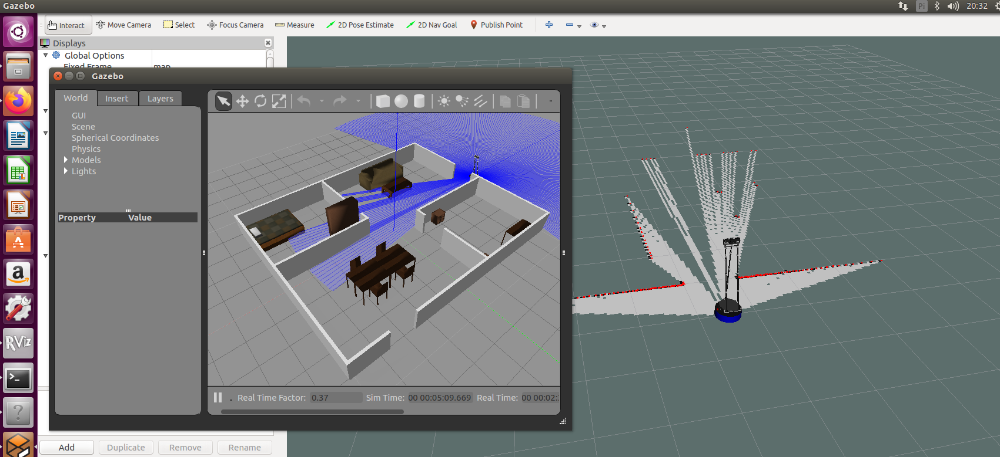 Gazebo
Pi
20:32
Interact
Move Camera
Select
Focus Camera
Measure
2D Pose Estimate
2D Nav Goal
Publish Point
Displays
Global Options
Fixed Frame
map
Gazebo
World
Insert
Layers
GUI
Scene
Spherical Coordinates
Physics
Models
Lights
Property
Value
a
RViz
>_
?
Real Time Factor:
0.37
Sim Time:
00 00:05:09.669
Real Time:
00 00:02:
Add
Duplicate
Remove
Rename